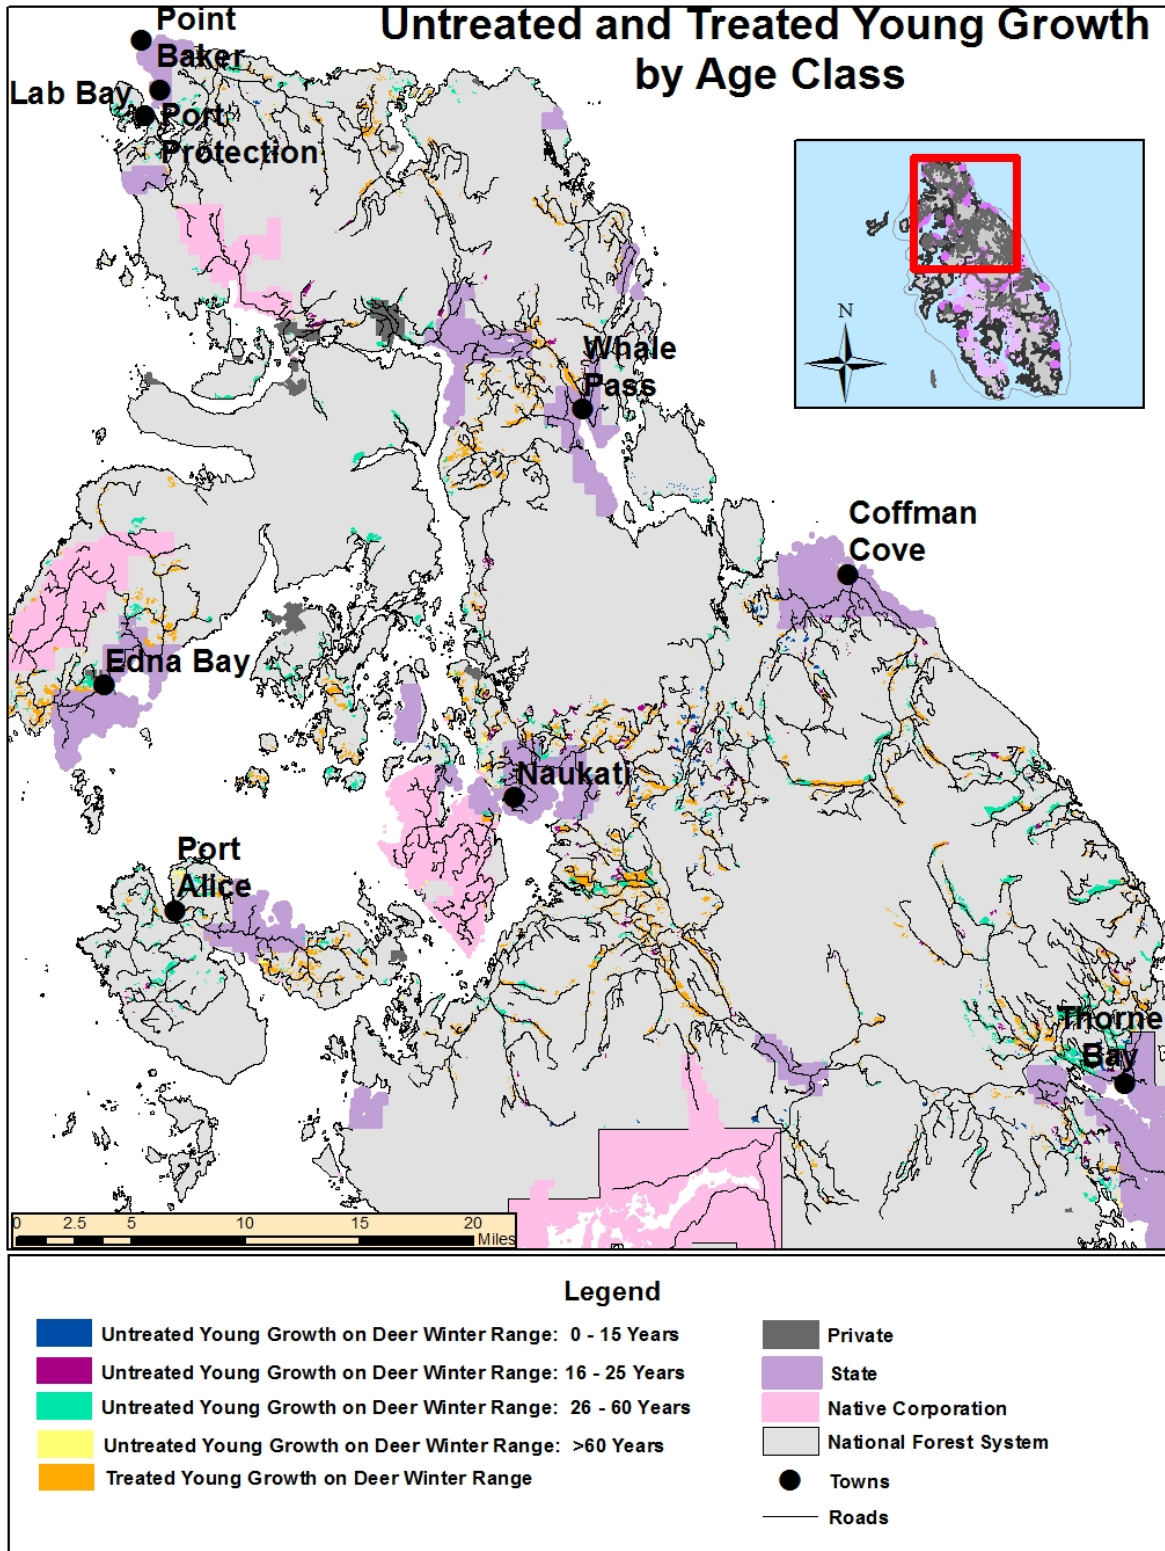 Untreated and Treated Young Growth
by Age Class
Point
Baker
Lab Bay
Port
Protection
N
Whale
Pass
Coffman
Cove
Edna Bay
Naukati
Port
Alice
Thorne
Bay
0 2.5 5 10 15 20
Miles
Legend
Untreated Young Growth on Deer Winter Range: 0 - 15 Years
Untreated Young Growth on Deer Winter Range: 16 - 25 Years
Untreated Young Growth on Deer Winter Range: 26 - 60 Years
Untreated Young Growth on Deer Winter Range: >60 Years
Treated Young Growth on Deer Winter Range
Private
State
Native Corporation
National Forest System
Towns
Roads